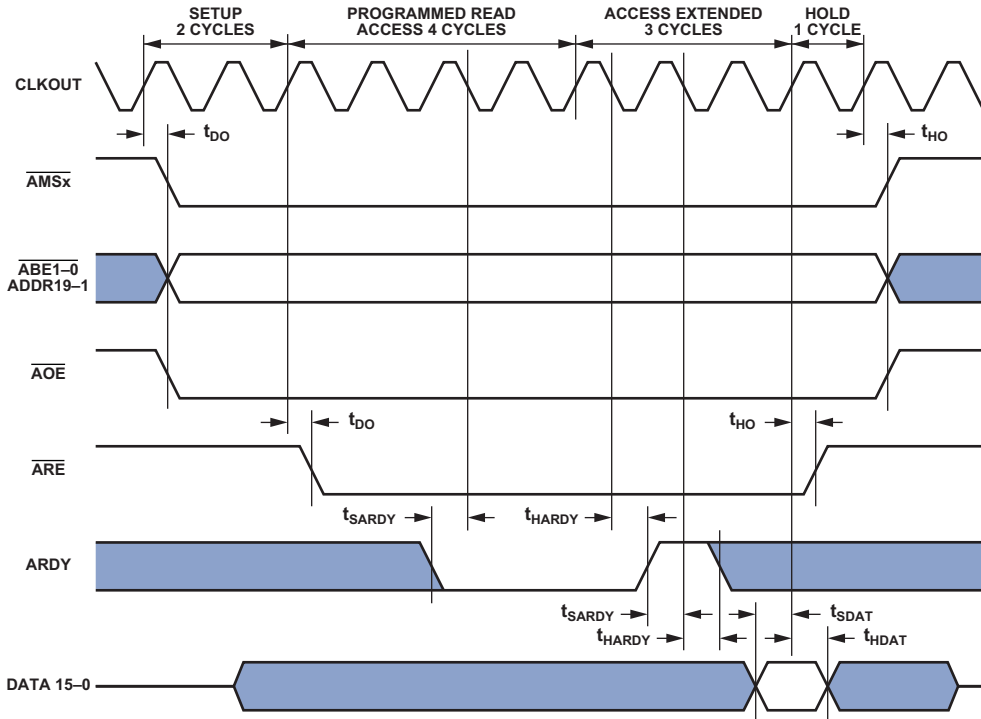 SETUP
2 CYCLES
PROGRAMMED READ
ACCESS 4 CYCLES
ACCESS EXTENDED
3 CYCLES
HOLD
1 CYCLE
CLKOUT
tDO
tHO
AMSx
ABE1–0
ADDR19–1
AOE
tDO
tHO
ARE
tSARDY
tHARDY
ARDY
tSARDY
tSDAT
tHARDY
tHDAT
DATA 15–0